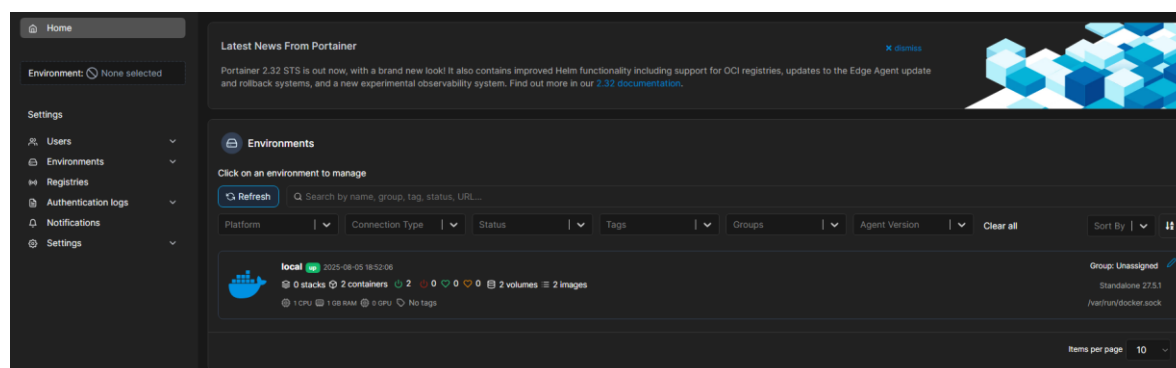 Home
Environment: None selected
Settings
Users
Environments
Registries
Authentication logs
Notifications
Settings
Latest News From Portainer
dismiss
Portainer 2.32 STS is out now, with a brand new look! It also contains improved Helm functionality including support for OCI registries, updates to the Edge Agent update
and rollback systems, and a new experimental observability system. Find out more in our 2.32 documentation.
Environments
Click on an environment to manage
Refresh
Search by name, group, tag, status, URL...
Platform
Connection Type
Status
Tags
Groups
Agent Version
Clear all
Sort By
local up 2025-08-05 18:52:06
0 stacks 2 containers 2 0 0 0 2 volumes 2 images
1 CPU 1 GB RAM 0 GPU No tags
Group: Unassigned
Standalone 27.5.1
/var/run/docker.sock
Items per page 10